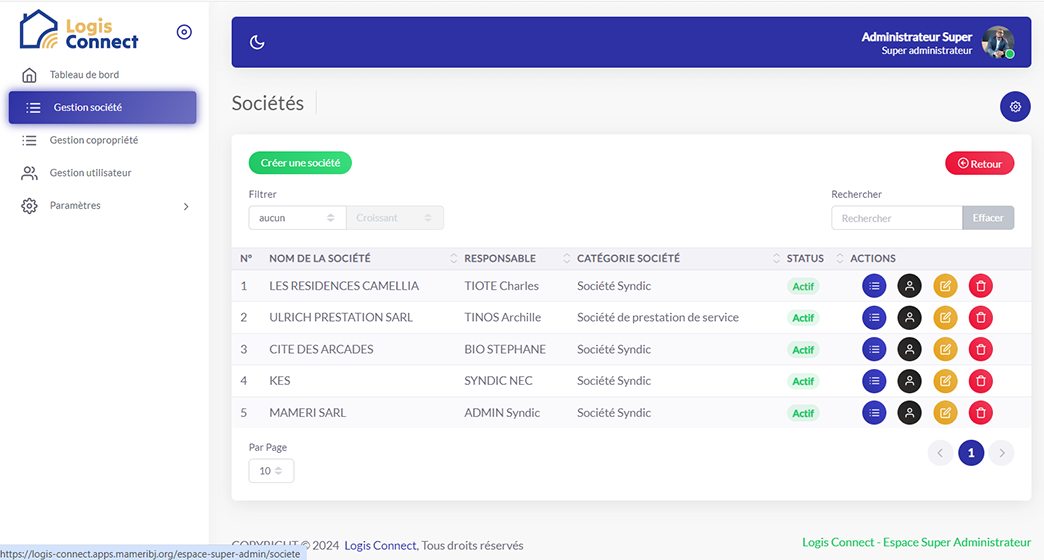 Logis
Connect
Administrateur Super
Super administrateur
Tableau de bord
Gestion société
Gestion copropriété
Gestion utilisateur
Paramètres
Sociétés
Créer une société
Retour
Filtrer
Rechercher
aucun
Croissant
Rechercher
Effacer
N° NOM DE LA SOCIÉTÉ RESPONSABLE CATÉGORIE SOCIÉTÉ STATUS ACTIONS
1 LES RESIDENCES CAMELLIA TIOTE Charles Société Syndic Actif
2 ULRICH PRESTATION SARL TINOS Archille Société de prestation de service Actif
3 CITE DES ARCADES BIO STEPHANE Société Syndic Actif
4 KES SYNDIC NEC Société Syndic Actif
5 MAMERI SARL ADMIN Syndic Société Syndic Actif
Par Page
10
1
COPYRIGHT © 2024 Logis Connect, Tous droits réservés
Logis Connect - Espace Super Administrateur
https://logis-connect.apps.mameribj.org/espace-super-admin/societe